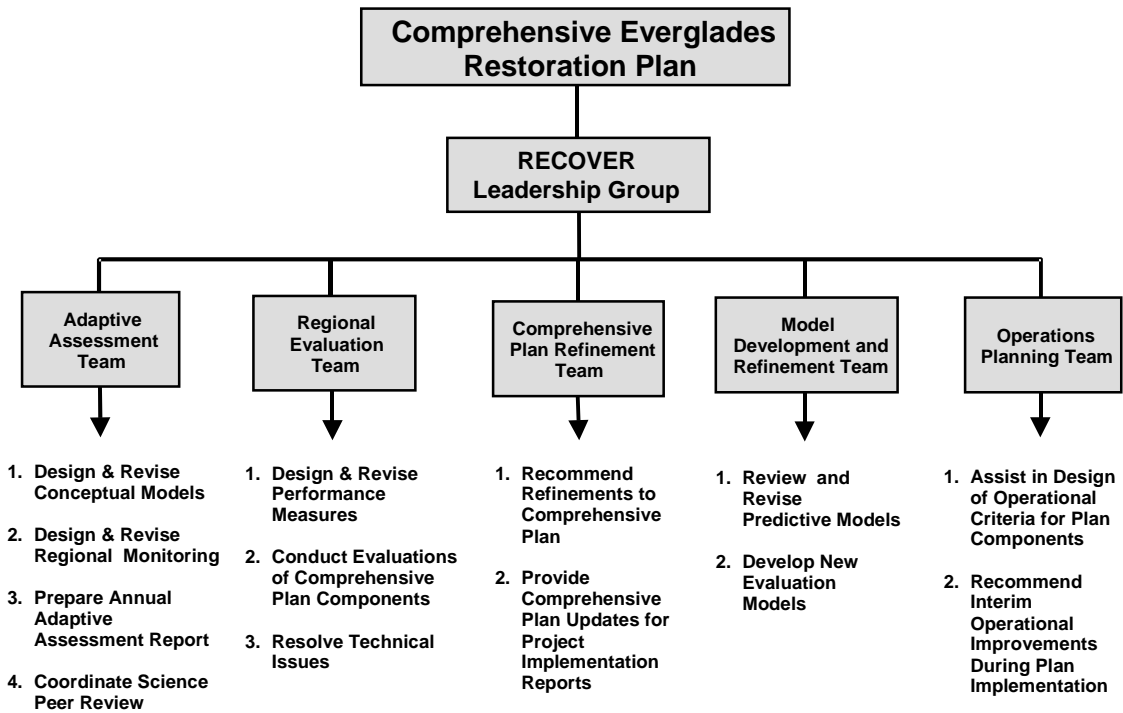 Comprehensive Everglades
Restoration Plan
RECOVER
Leadership Group
Adaptive
Assessment
Team
Regional
Evaluation
Team
Comprehensive
Plan Refinement
Team
Model
Development and
Refinement Team
Operations
Planning Team
1. Design & Revise
Conceptual Models
2. Design & Revise
Regional Monitoring
3. Prepare Annual
Adaptive
Assessment Report
4. Coordinate Science
Peer Review
1. Design & Revise
Performance
Measures
2. Conduct Evaluations
of Comprehensive
Plan Components
3. Resolve Technical
Issues
1. Recommend
Refinements to
Comprehensive
Plan
2. Provide
Comprehensive
Plan Updates for
Project
Implementation
Reports
1. Review and
Revise
Predictive Models
2. Develop New
Evaluation
Models
1. Assist in Design
of Operational
Criteria for Plan
Components
2. Recommend
Interim
Operational
Improvements
During Plan
Implementation